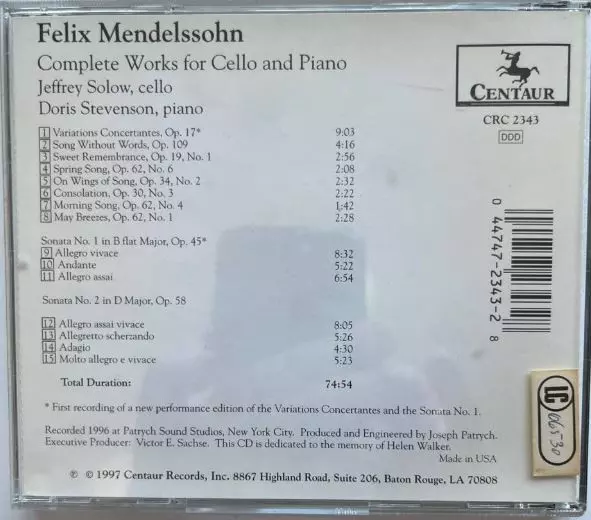 Felix Mendelssohn
Complete Works for Cello and Piano
Jeffrey Solow, cello
Doris Stevenson, piano
CENTAUR
CRC 2343
DDD
1 Variations Concertantes, Op. 17* 9:03
2 Song Without Words, Op. 109 4:16
3 Sweet Remembrance, Op. 19, No. 1 2:56
4 Spring Song, Op. 62, No. 6 2:08
5 On Wings of Song, Op. 34, No. 2 2:32
6 Consolation, Op. 30, No. 3 2:22
7 Morning Song, Op. 62, No. 4 1:42
8 May Breezes, Op. 62, No. 1 2:28
Sonata No. 1 in B flat Major, Op. 45*
9 Allegro vivace 8:32
10 Andante 5:22
11 Allegro assai 6:54
Sonata No. 2 in D Major, Op. 58
12 Allegro assai vivace 8:05
13 Allegretto scherzando 5:26
14 Adagio 4:30
15 Molto allegro e vivace 5:23
Total Duration: 74:54
0 44747-2343-2 8
LC 06530
* First recording of a new performance edition of the Variations Concertantes and the Sonata No. 1.
Recorded 1996 at Patrych Sound Studios, New York City. Produced and Engineered by Joseph Patrych.
Executive Producer: Victor E. Sachse. This CD is dedicated to the memory of Helen Walker.
Made in USA
℗ © 1997 Centaur Records, Inc. 8867 Highland Road, Suite 206, Baton Rouge, LA 70808